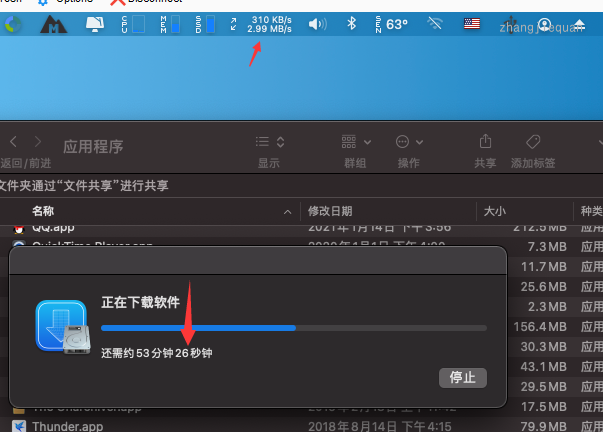 Options
Disconnect
CPU MEM SSD 310 KB/s
2.99 MB/s
SEN 63°
应用程序
返回/前进 显示 群组 操作 共享 添加标签
文件夹通过“文件共享”进行共享
名称 修改日期 大小 种类
QQ.app 2021年1月14日 下午3:56 212.5 MB 应用
QuickTime Player.app 2020年1月1日 下午4:00 7.3 MB 应用
11.7 MB 应用
25.6 MB 应用
2.3 MB 应用
156.4 MB 应用
30.3 MB 应用
43.1 MB 应用
29.5 MB 应用
17.5 MB 应用
Thunder.app 2018年8月14日 下午4:15 79.9 MB 应用
正在下载软件
还需约 53 分钟 26 秒钟
停止